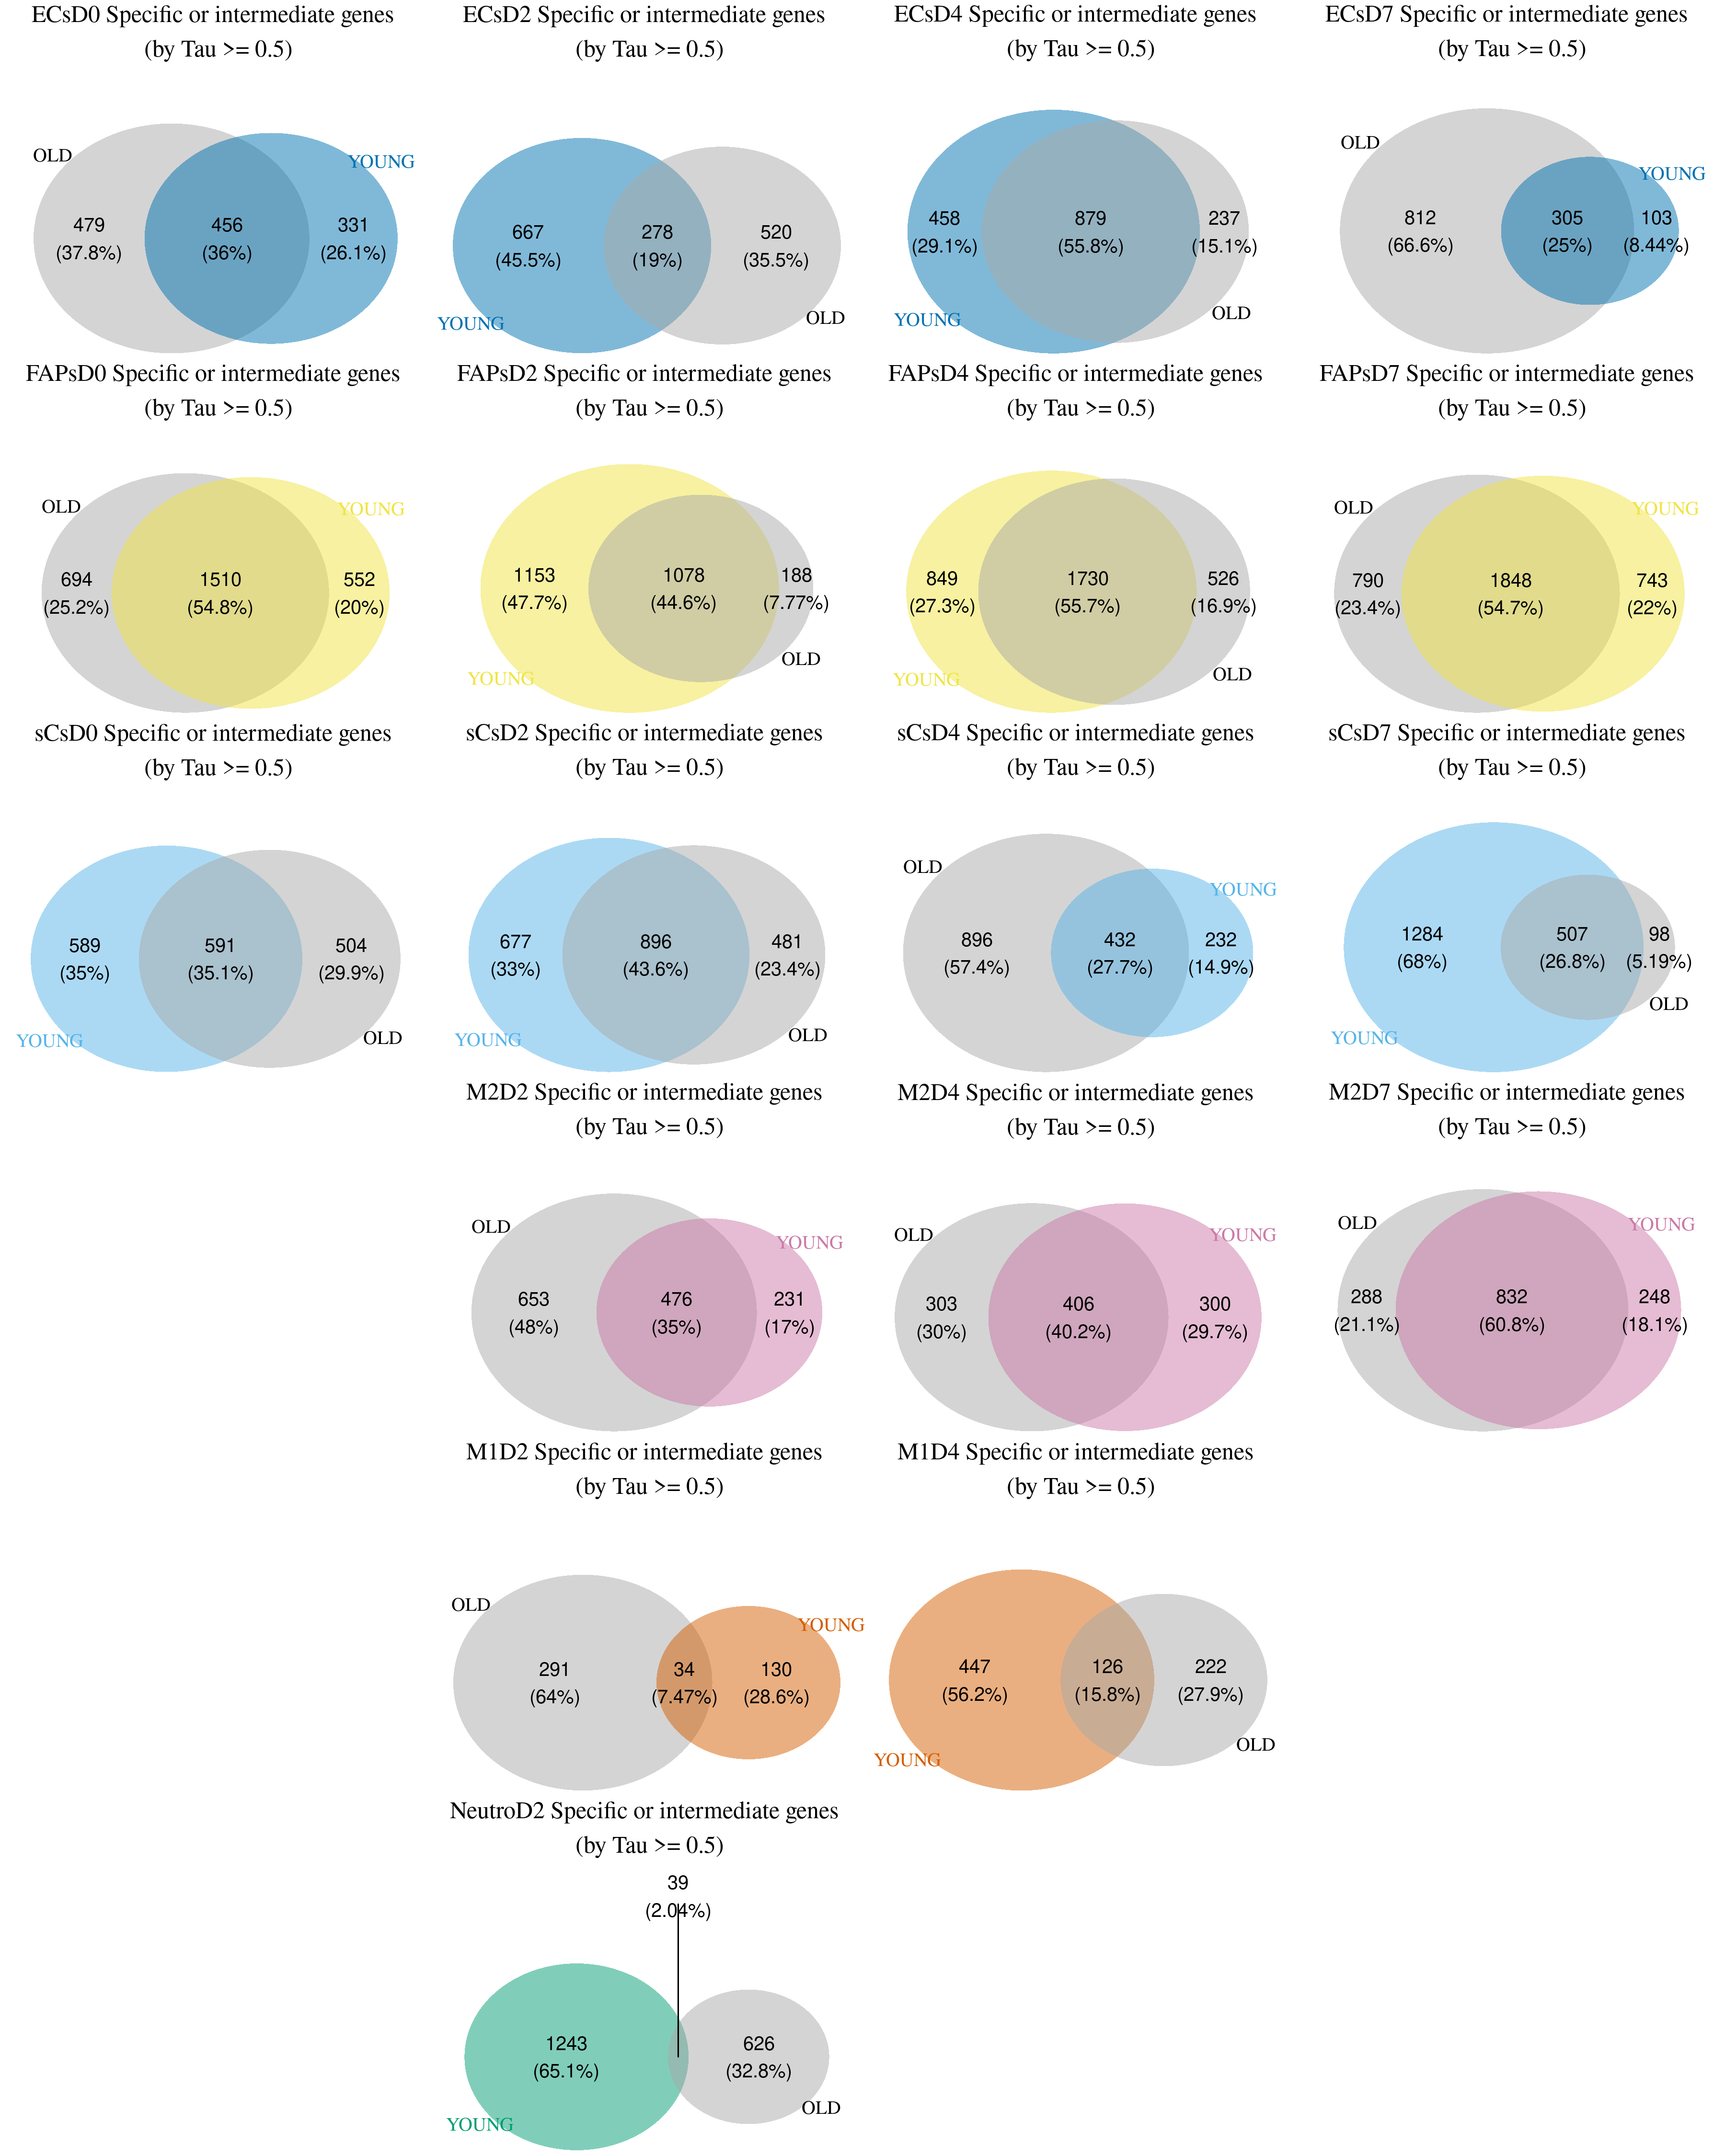 ECsD0 Specific or intermediate genes
(by Tau >= 0.5)
OLD
YOUNG
479
(37.8%)
456
(36%)
331
(26.1%)
ECsD2 Specific or intermediate genes
(by Tau >= 0.5)
667
(45.5%)
278
(19%)
520
(35.5%)
YOUNG
OLD
ECsD4 Specific or intermediate genes
(by Tau >= 0.5)
458
(29.1%)
879
(55.8%)
237
(15.1%)
YOUNG
OLD
ECsD7 Specific or intermediate genes
(by Tau >= 0.5)
OLD
YOUNG
812
(66.6%)
305
(25%)
103
(8.44%)
FAPsD0 Specific or intermediate genes
(by Tau >= 0.5)
OLD
YOUNG
694
(25.2%)
1510
(54.8%)
552
(20%)
FAPsD2 Specific or intermediate genes
(by Tau >= 0.5)
1153
(47.7%)
1078
(44.6%)
188
(7.77%)
YOUNG
OLD
FAPsD4 Specific or intermediate genes
(by Tau >= 0.5)
849
(27.3%)
1730
(55.7%)
526
(16.9%)
YOUNG
OLD
FAPsD7 Specific or intermediate genes
(by Tau >= 0.5)
OLD
YOUNG
790
(23.4%)
1848
(54.7%)
743
(22%)
sCsD0 Specific or intermediate genes
(by Tau >= 0.5)
589
(35%)
591
(35.1%)
504
(29.9%)
YOUNG
OLD
sCsD2 Specific or intermediate genes
(by Tau >= 0.5)
677
(33%)
896
(43.6%)
481
(23.4%)
YOUNG
OLD
sCsD4 Specific or intermediate genes
(by Tau >= 0.5)
OLD
YOUNG
896
(57.4%)
432
(27.7%)
232
(14.9%)
sCsD7 Specific or intermediate genes
(by Tau >= 0.5)
1284
(68%)
507
(26.8%)
98
(5.19%)
YOUNG
OLD
M2D2 Specific or intermediate genes
(by Tau >= 0.5)
OLD
YOUNG
653
(48%)
476
(35%)
231
(17%)
M2D4 Specific or intermediate genes
(by Tau >= 0.5)
OLD
YOUNG
303
(30%)
406
(40.2%)
300
(29.7%)
M2D7 Specific or intermediate genes
(by Tau >= 0.5)
OLD
YOUNG
288
(21.1%)
832
(60.8%)
248
(18.1%)
M1D2 Specific or intermediate genes
(by Tau >= 0.5)
OLD
YOUNG
291
(64%)
34
(7.47%)
130
(28.6%)
M1D4 Specific or intermediate genes
(by Tau >= 0.5)
447
(56.2%)
126
(15.8%)
222
(27.9%)
YOUNG
OLD
NeutroD2 Specific or intermediate genes
(by Tau >= 0.5)
39
(2.04%)
1243
(65.1%)
626
(32.8%)
YOUNG
OLD